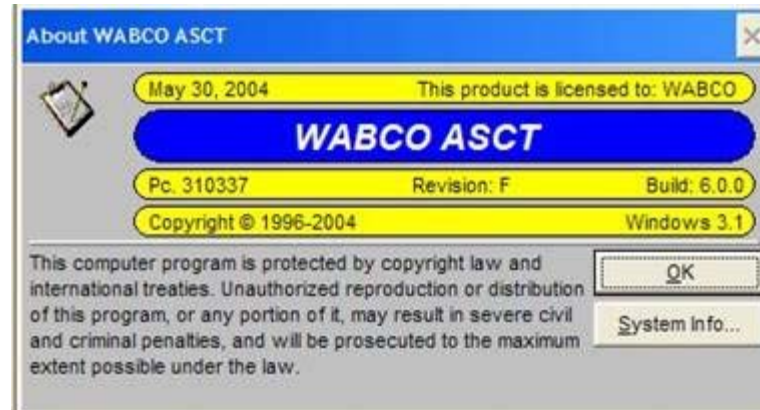 About WABCO ASCT
May 30, 2004 This product is licensed to: WABCO
WABCO ASCT
Pc. 310337 Revision: F Build: 6.0.0
Copyright © 1996-2004 Windows 3.1
This computer program is protected by copyright law and
international treaties. Unauthorized reproduction or distribution
of this program, or any portion of it, may result in severe civil
and criminal penalties, and will be prosecuted to the maximum
extent possible under the law.
OK
System Info...